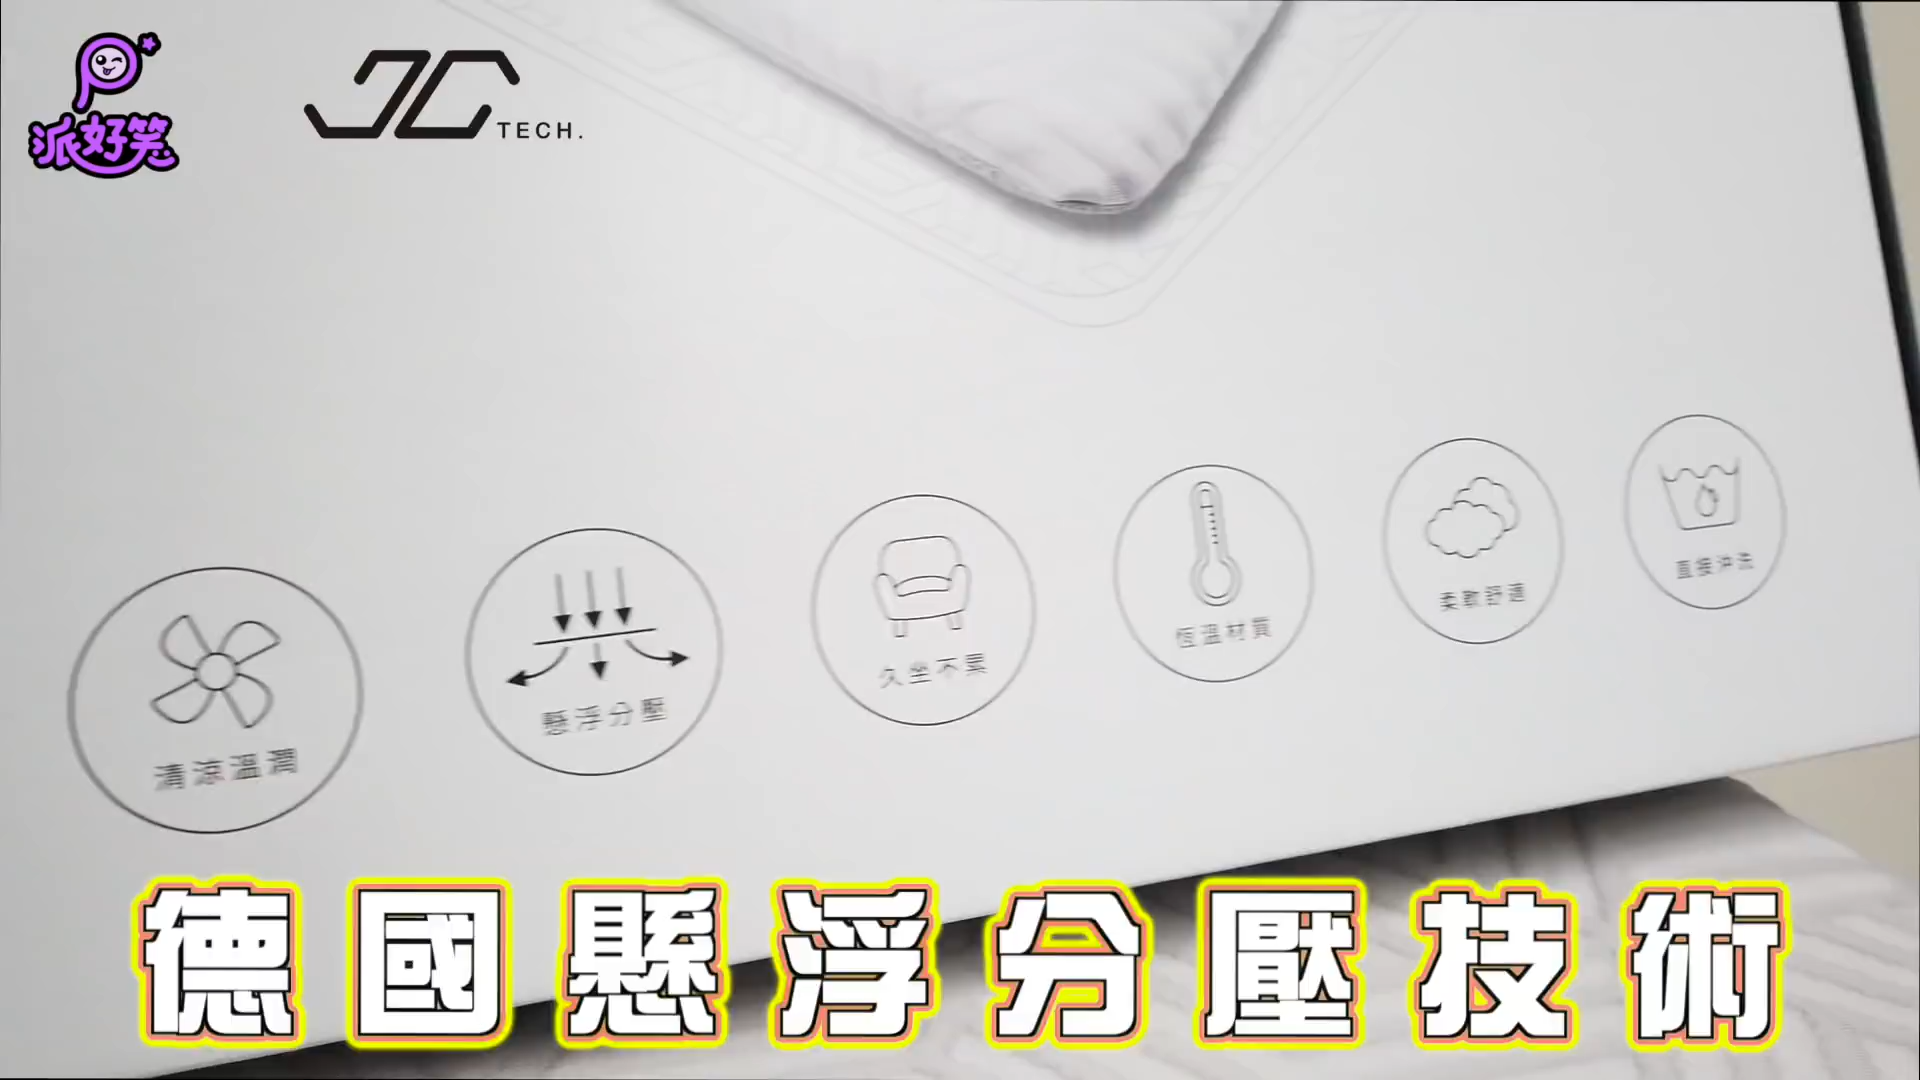 派好笑
JC TECH.
清涼溫潤
懸浮分壓
久坐不累
恆溫材質
柔軟舒適
直接沖洗
德國懸浮分壓技術